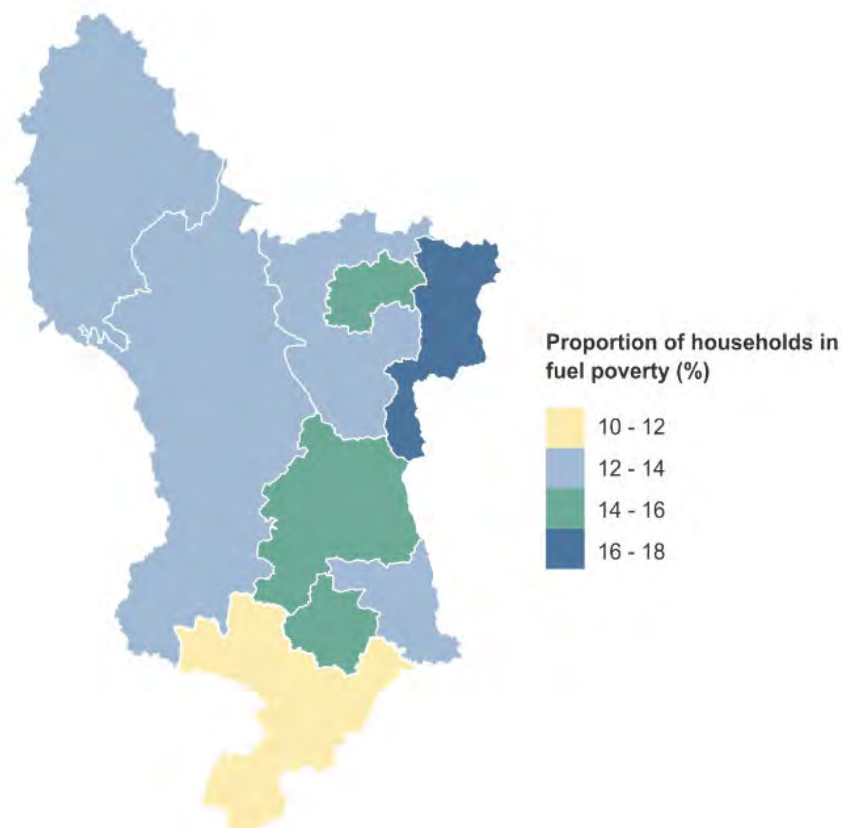 Proportion of households in
fuel poverty (%)
10 - 12
12 - 14
14 - 16
16 - 18